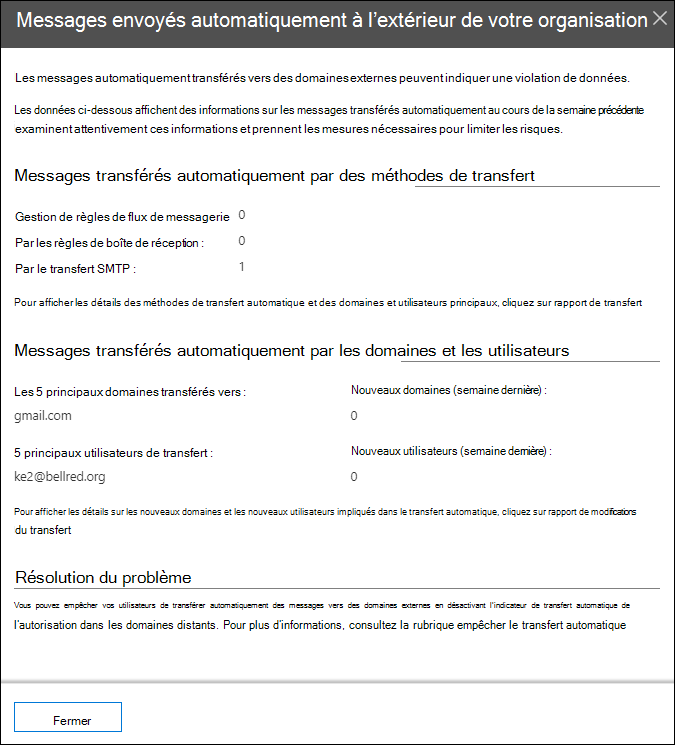 Messages envoyés automatiquement à l'extérieur de votre organisation
Les messages automatiquement transférés vers des domaines externes peuvent indiquer une violation de données.
Les données ci-dessous affichent des informations sur les messages transférés automatiquement au cours de la semaine précédente
examinent attentivement ces informations et prennent les mesures nécessaires pour limiter les risques.
Messages transférés automatiquement par des méthodes de transfert
Gestion de règles de flux de messagerie 0
Par les règles de boîte de réception : 0
Par le transfert SMTP : 1
Pour afficher les détails des méthodes de transfert automatique et des domaines et utilisateurs principaux, cliquez sur rapport de transfert
Messages transférés automatiquement par les domaines et les utilisateurs
Les 5 principaux domaines transférés vers : Nouveaux domaines (semaine dernière) :
gmail.com 0
5 principaux utilisateurs de transfert : Nouveaux utilisateurs (semaine dernière) :
ke2@bellred.org 0
Pour afficher les détails sur les nouveaux domaines et les nouveaux utilisateurs impliqués dans le transfert automatique, cliquez sur rapport de modifications
du transfert
Résolution du problème
Vous pouvez empêcher vos utilisateurs de transférer automatiquement des messages vers des domaines externes en désactivant l'indicateur de transfert automatique de
l'autorisation dans les domaines distants. Pour plus d'informations, consultez la rubrique empêcher le transfert automatique
Fermer